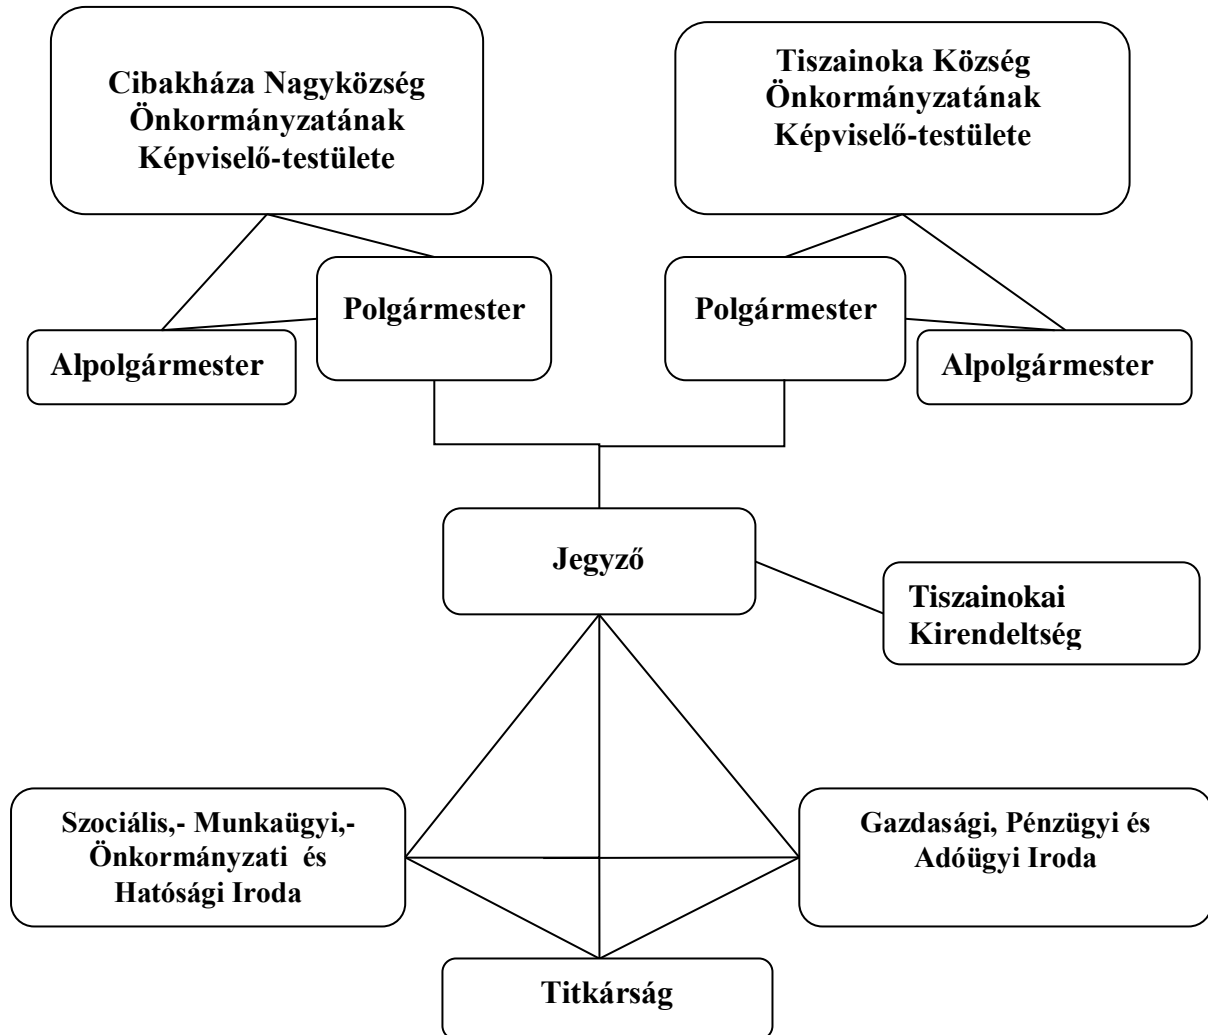 Cibakháza Nagyközség
Önkormányzatának
Képviselő-testülete
Tiszainoka Község
Önkormányzatának
Képviselő-testülete
Polgármester
Polgármester
Alpolgármester
Alpolgármester
Jegyző
Tiszainokai
Kirendeltség
Szociális,- Munkaügyi,-
Önkormányzati és
Hatósági Iroda
Gazdasági, Pénzügyi és
Adóügyi Iroda
Titkárság